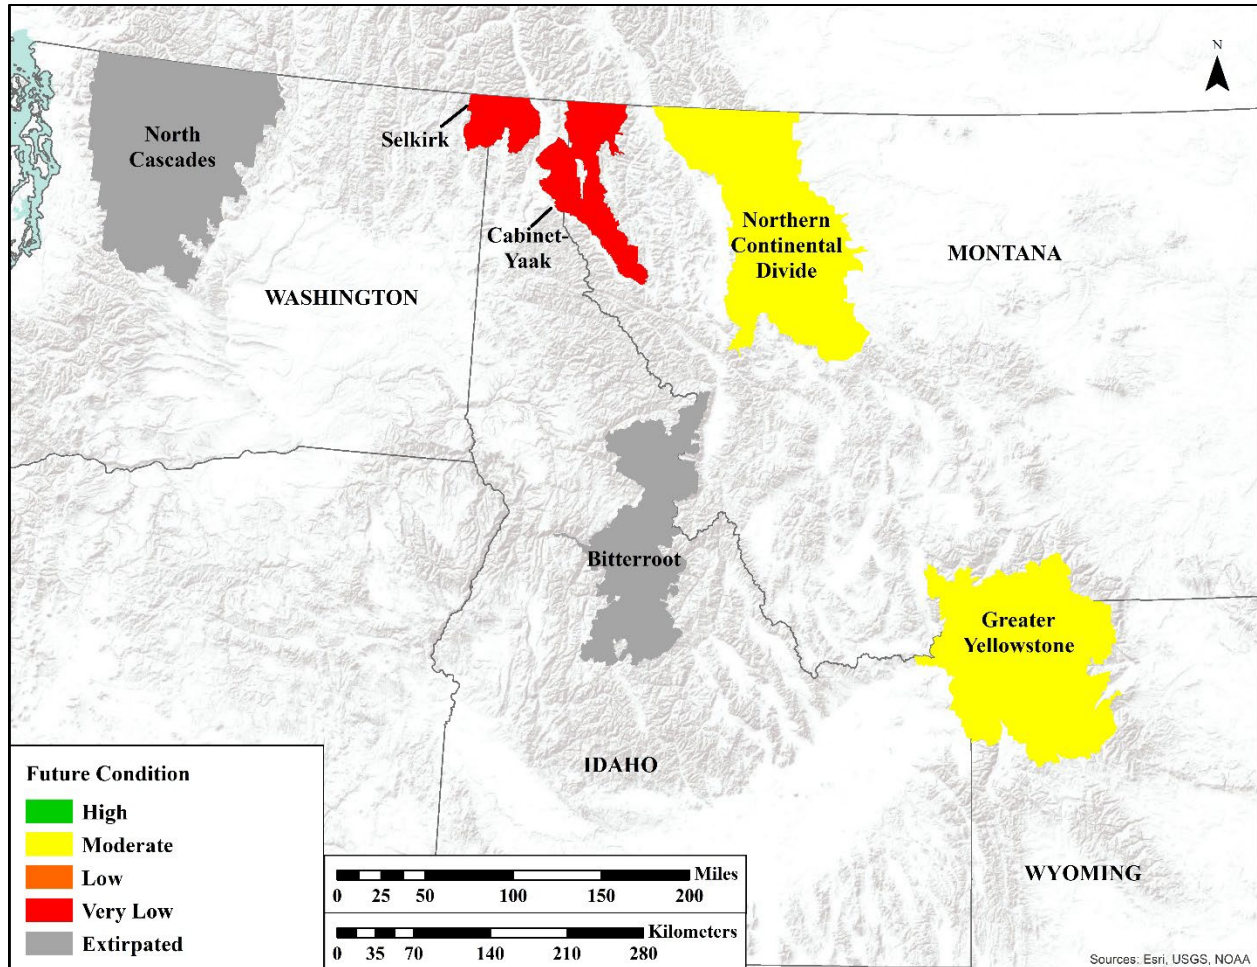 N
North
Cascades
Selkirk
Cabinet-
Yaak
Northern
Continental
Divide
MONTANA
WASHINGTON
Bitterroot
Greater
Yellowstone
IDAHO
WYOMING
Future Condition
High
Moderate
Low
Very Low
Extirpated
Miles
0 25 50 100 150 200
Kilometers
0 35 70 140 210 280
Sources: Esri, USGS, NOAA